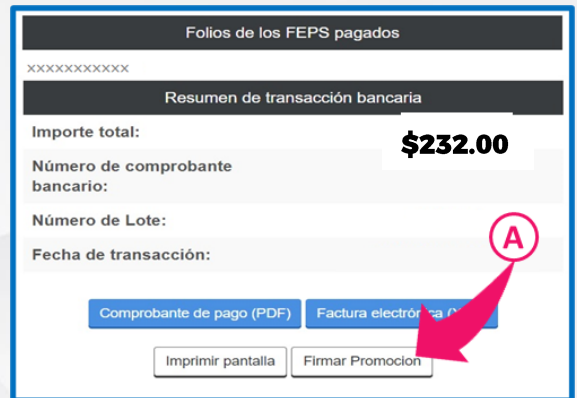 Folios de los FEPS pagados
xxxxxxxxxxx
Resumen de transacción bancaria
Importe total:
$232.00
Número de comprobante
bancario:
Número de Lote:
A
Fecha de transacción:
Comprobante de pago (PDF) Factura electrónica
Imprimir pantalla Firmar Promocion